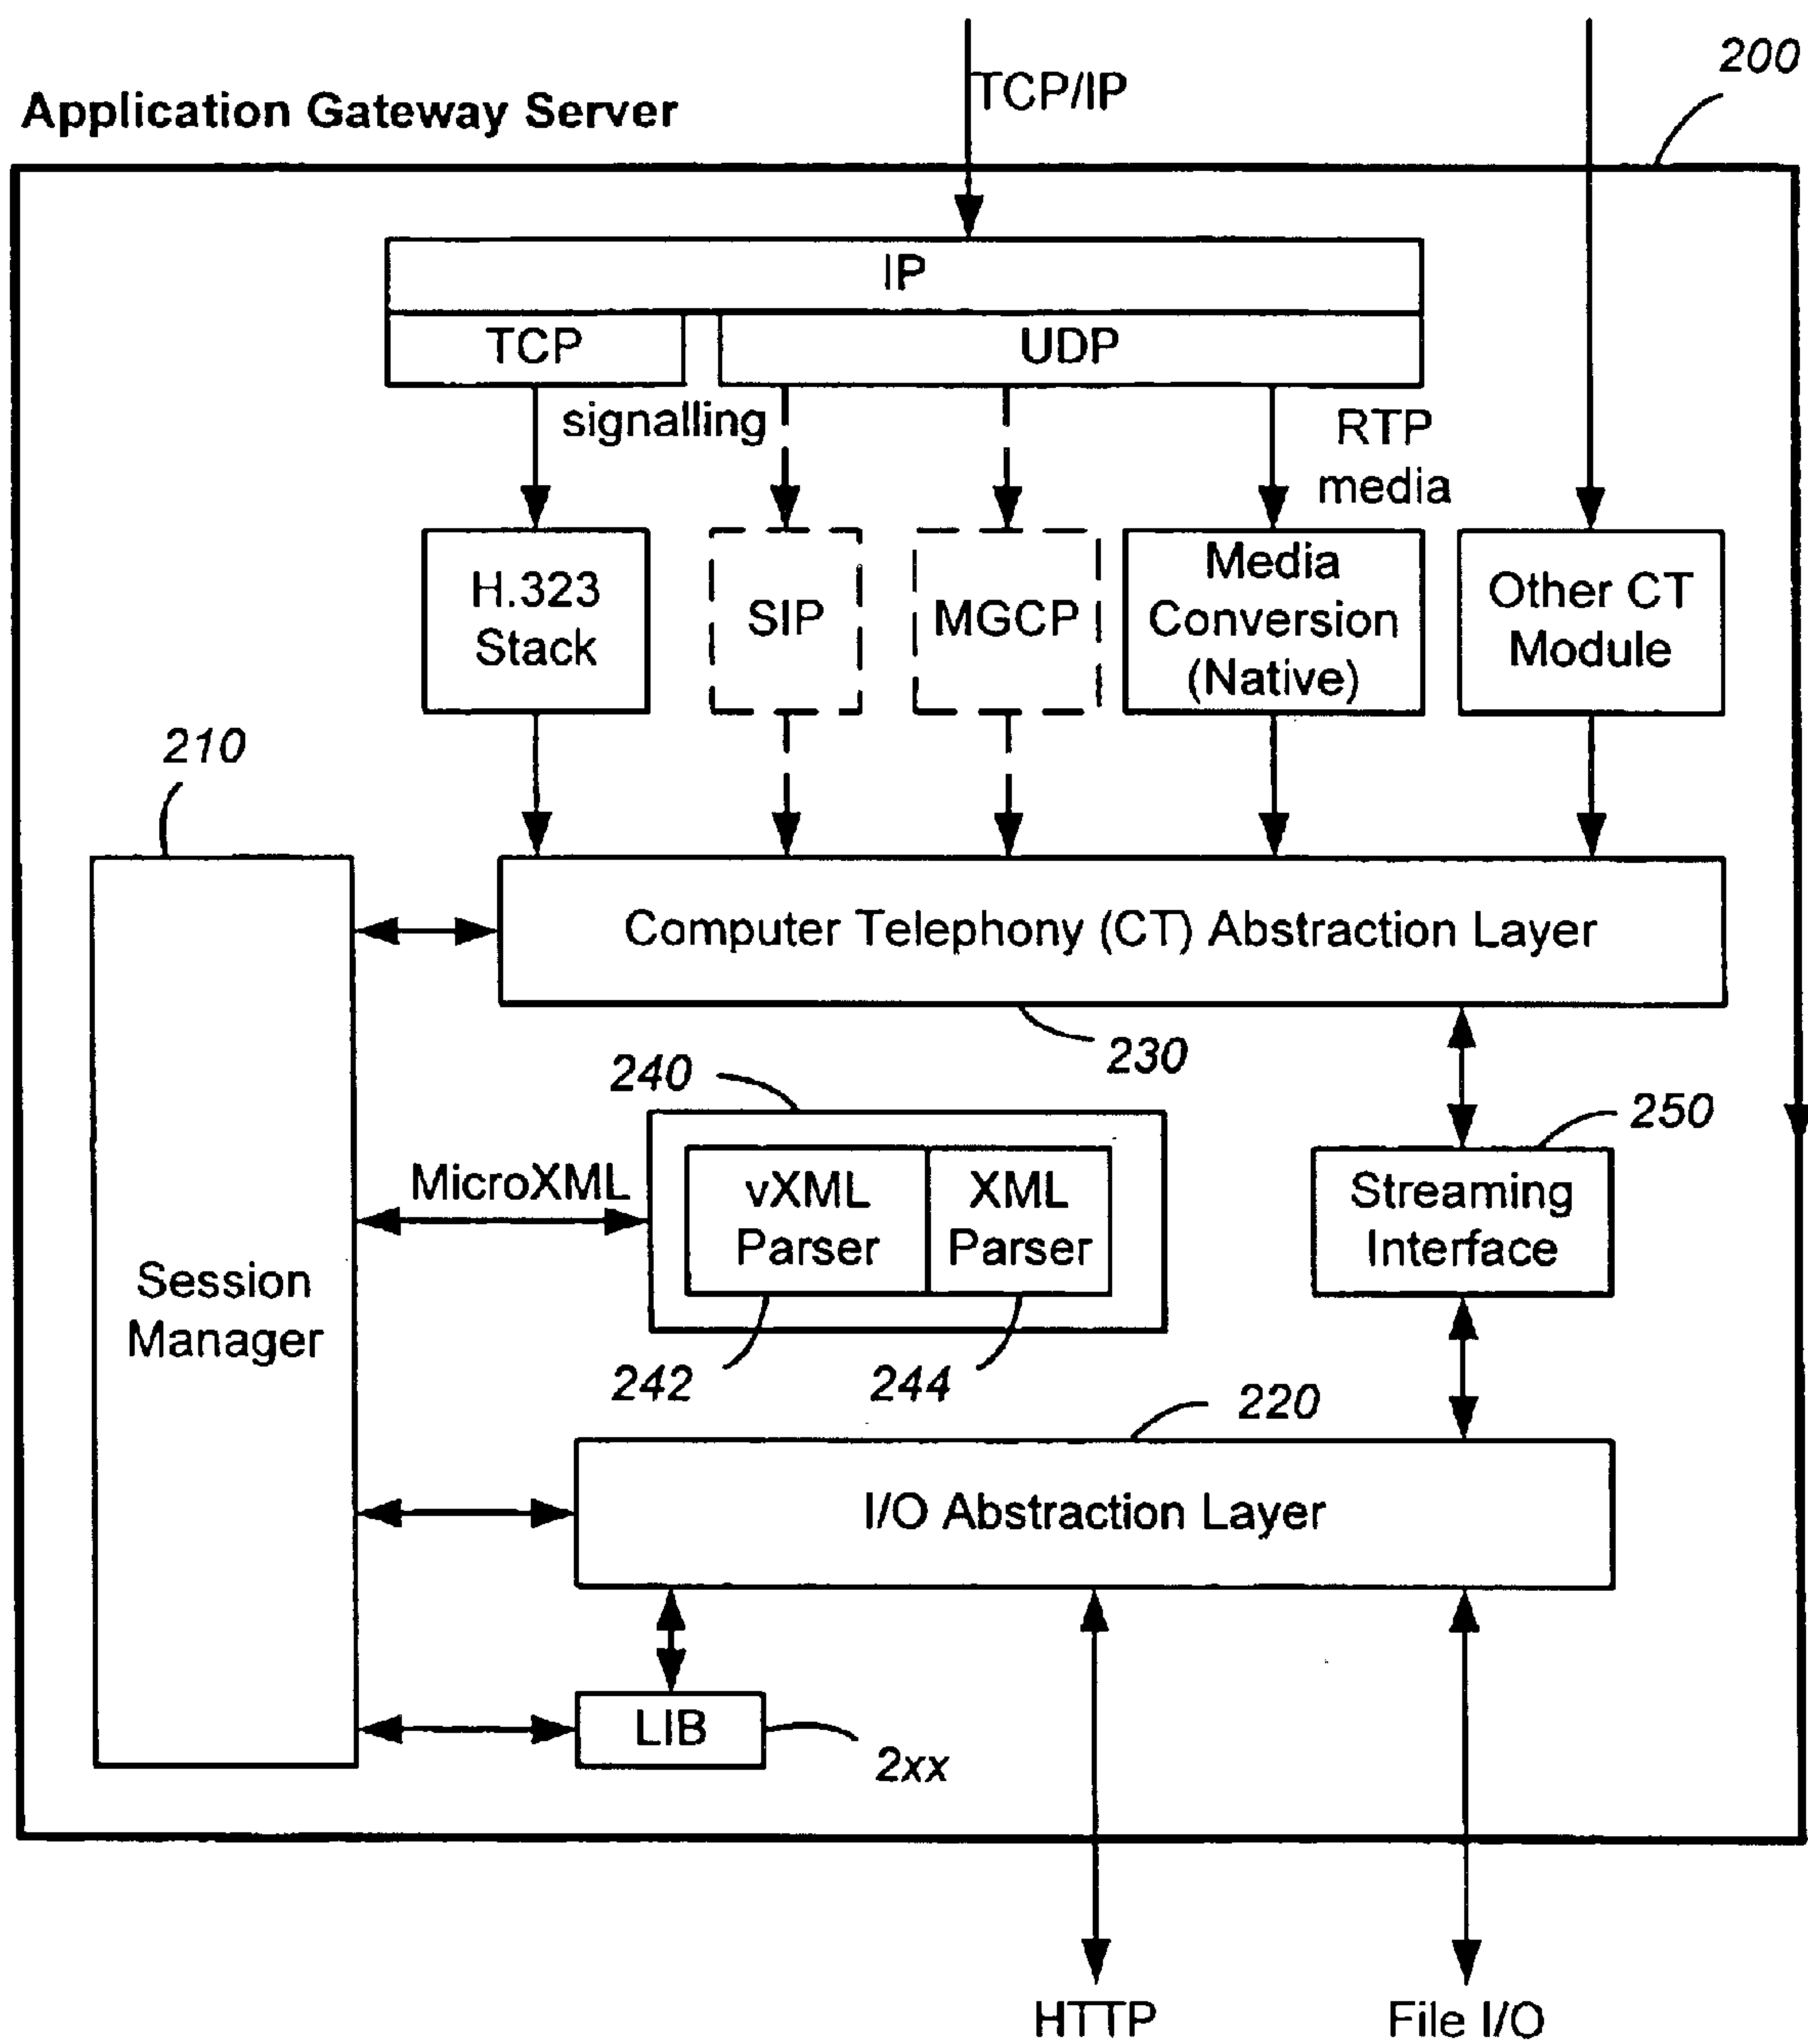 200
TCP/IP
Application Gateway Server
IP
TCP
UDP
signalling
RTP
media
H.323
Stack
SIP
MGCP
Media
Conversion
(Native)
Other CT
Module
210
Computer Telephony (CT) Abstraction Layer
230
240
250
MicroXML
vXML
Parser
XML
Parser
Streaming
Interface
Session
Manager
242
244
220
I/O Abstraction Layer
LIB
2xx
HTTP
File I/O